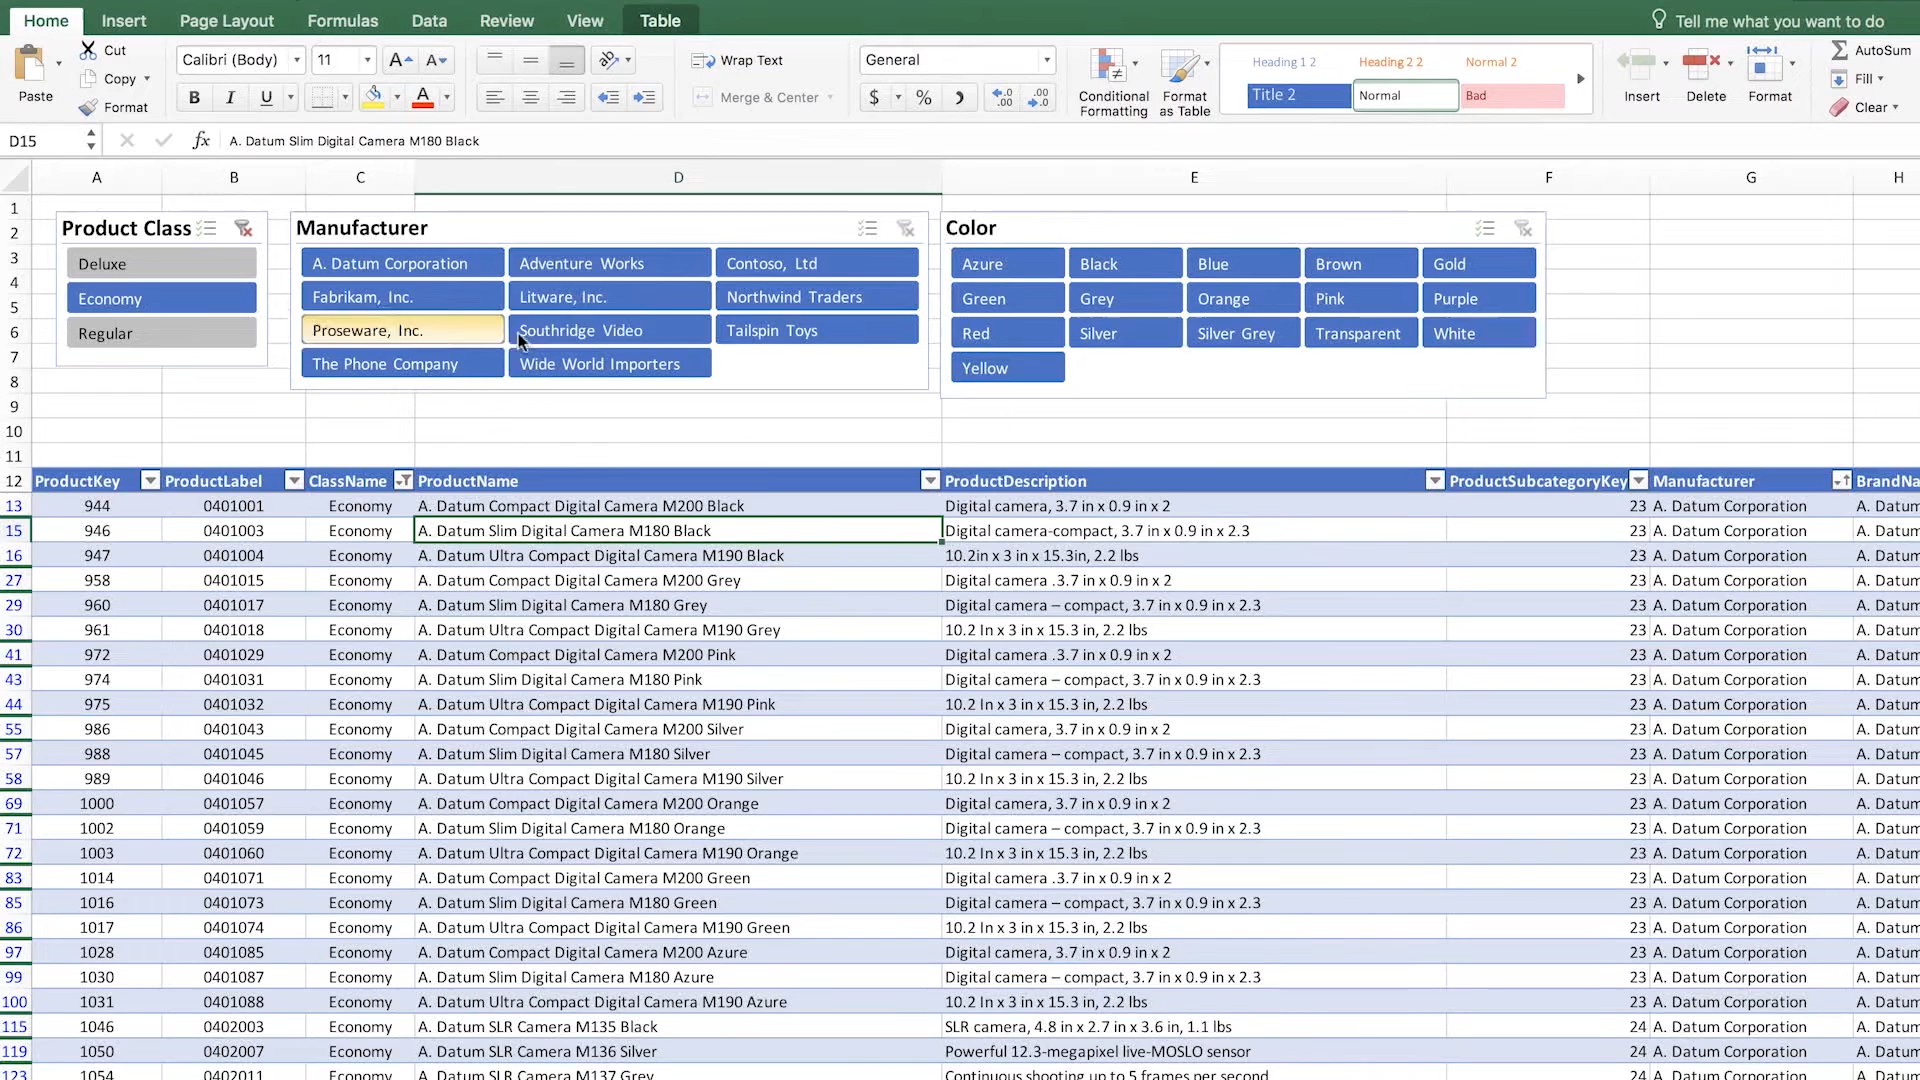 Home Insert Page Layout Formulas Data Review View Table Tell me what you want to do
Paste
Cut
Copy
Format
Calibri (Body) 11
B I U
Wrap Text
Merge & Center
General
$ % )
Conditional Formatting
Format as Table
Heading 1 2 Heading 2 2 Normal 2
Title 2 Normal Bad
Insert Delete Format
AutoSum
Fill
Clear
D15 fx A. Datum Slim Digital Camera M180 Black
A B C D E F G H
1
2
3
4
5
6
7
8
9
10
11
Product Class
Deluxe
Economy
Regular
Manufacturer
A. Datum Corporation Adventure Works Contoso, Ltd
Fabrikam, Inc. Litware, Inc. Northwind Traders
Proseware, Inc. Southridge Video Tailspin Toys
The Phone Company Wide World Importers
Color
Azure Black Blue Brown Gold
Green Grey Orange Pink Purple
Red Silver Silver Grey Transparent White
Yellow
12 ProductKey ProductLabel ClassName ProductName ProductDescription ProductSubcategoryKey Manufacturer BrandNa
13 944 0401001 Economy A. Datum Compact Digital Camera M200 Black Digital camera, 3.7 in x 0.9 in x 2 23 A. Datum Corporation A. Datum
15 946 0401003 Economy A. Datum Slim Digital Camera M180 Black Digital camera-compact, 3.7 in x 0.9 in x 2.3 23 A. Datum Corporation A. Datum
16 947 0401004 Economy A. Datum Ultra Compact Digital Camera M190 Black 10.2in x 3 in x 15.3in, 2.2 lbs 23 A. Datum Corporation A. Datum
27 958 0401015 Economy A. Datum Compact Digital Camera M200 Grey Digital camera .3.7 in x 0.9 in x 2 23 A. Datum Corporation A. Datum
29 960 0401017 Economy A. Datum Slim Digital Camera M180 Grey Digital camera – compact, 3.7 in x 0.9 in x 2.3 23 A. Datum Corporation A. Datum
30 961 0401018 Economy A. Datum Ultra Compact Digital Camera M190 Grey 10.2 In x 3 in x 15.3 in, 2.2 lbs 23 A. Datum Corporation A. Datum
41 972 0401029 Economy A. Datum Compact Digital Camera M200 Pink Digital camera .3.7 in x 0.9 in x 2 23 A. Datum Corporation A. Datum
43 974 0401031 Economy A. Datum Slim Digital Camera M180 Pink Digital camera – compact, 3.7 in x 0.9 in x 2.3 23 A. Datum Corporation A. Datum
44 975 0401032 Economy A. Datum Ultra Compact Digital Camera M190 Pink 10.2 In x 3 in x 15.3 in, 2.2 lbs 23 A. Datum Corporation A. Datum
55 986 0401043 Economy A. Datum Compact Digital Camera M200 Silver Digital camera, 3.7 in x 0.9 in x 2 23 A. Datum Corporation A. Datum
57 988 0401045 Economy A. Datum Slim Digital Camera M180 Silver Digital camera – compact, 3.7 in x 0.9 in x 2.3 23 A. Datum Corporation A. Datum
58 989 0401046 Economy A. Datum Ultra Compact Digital Camera M190 Silver 10.2 In x 3 in x 15.3 in, 2.2 lbs 23 A. Datum Corporation A. Datum
69 1000 0401057 Economy A. Datum Compact Digital Camera M200 Orange Digital camera, 3.7 in x 0.9 in x 2 23 A. Datum Corporation A. Datum
71 1002 0401059 Economy A. Datum Slim Digital Camera M180 Orange Digital camera – compact, 3.7 in x 0.9 in x 2.3 23 A. Datum Corporation A. Datum
72 1003 0401060 Economy A. Datum Ultra Compact Digital Camera M190 Orange 10.2 In x 3 in x 15.3 in, 2.2 lbs 23 A. Datum Corporation A. Datum
83 1014 0401071 Economy A. Datum Compact Digital Camera M200 Green Digital camera .3.7 in x 0.9 in x 2 23 A. Datum Corporation A. Datum
85 1016 0401073 Economy A. Datum Slim Digital Camera M180 Green Digital camera – compact, 3.7 in x 0.9 in x 2.3 23 A. Datum Corporation A. Datum
86 1017 0401074 Economy A. Datum Ultra Compact Digital Camera M190 Green 10.2 In x 3 in x 15.3 in, 2.2 lbs 23 A. Datum Corporation A. Datum
97 1028 0401085 Economy A. Datum Compact Digital Camera M200 Azure Digital camera, 3.7 in x 0.9 in x 2 23 A. Datum Corporation A. Datum
99 1030 0401087 Economy A. Datum Slim Digital Camera M180 Azure Digital camera – compact, 3.7 in x 0.9 in x 2.3 23 A. Datum Corporation A. Datum
100 1031 0401088 Economy A. Datum Ultra Compact Digital Camera M190 Azure 10.2 In x 3 in x 15.3 in, 2.2 lbs 23 A. Datum Corporation A. Datum
115 1046 0402003 Economy A. Datum SLR Camera M135 Black SLR camera, 4.8 in x 2.7 in x 3.6 in, 1.1 lbs 24 A. Datum Corporation A. Datum
119 1050 0402007 Economy A. Datum SLR Camera M136 Silver Powerful 12.3-megapixel live-MOSLO sensor 24 A. Datum Corporation A. Datum
123 1054 0402011 Economy A. Datum SLR Camera M137 Grey Continuous shooting up to 5 frames per second 24 A. Datum Corporation A. Datum